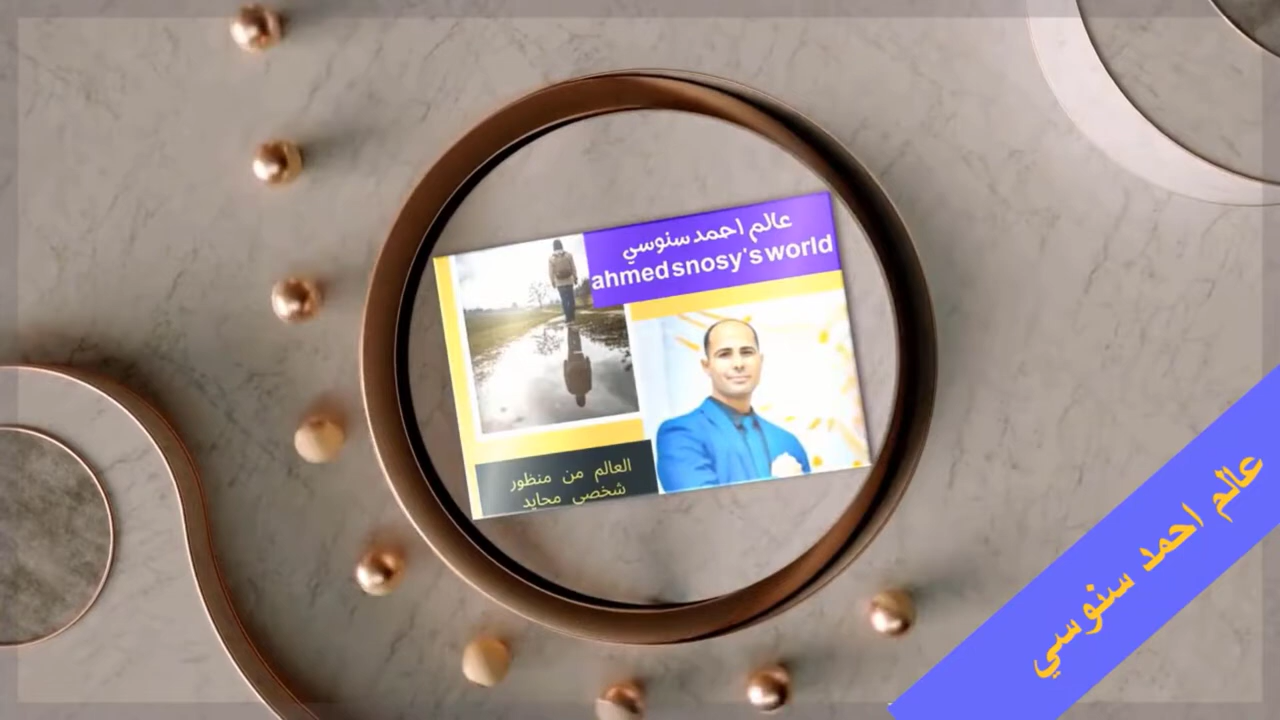 عالم احمد سنوسي
ahmed snosy's world
العالم من منظور
شخصي محايد
عالم احمد سنوسي